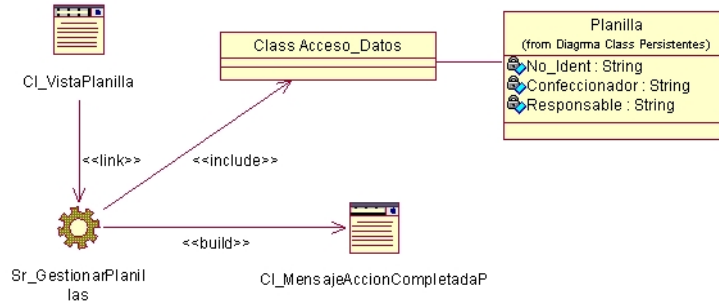 Planilla
(from Diagrma Class Persistentes)
No_Ident : String
Confeccionador : String
Responsable : String
Class Acceso_Datos
Cl_VistaPlanilla
<<link>>
<<include>>
<<build>>
Sr_GestionarPlanil
las
Cl_MensajeAccionCompletadaP